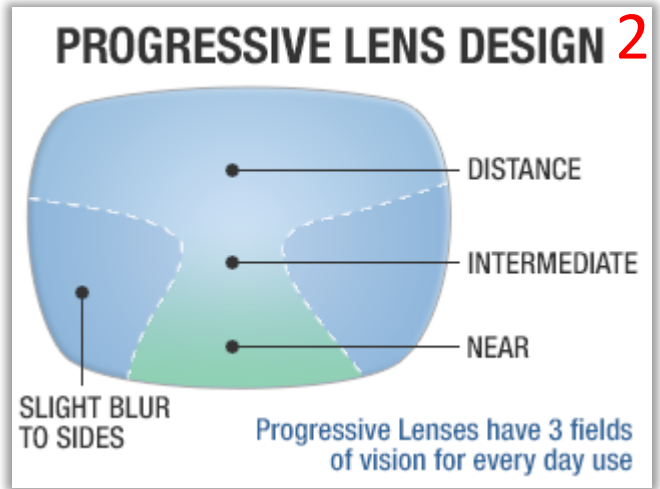 PROGRESSIVE LENS DESIGN 2
DISTANCE
INTERMEDIATE
NEAR
SLIGHT BLUR
TO SIDES
Progressive Lenses have 3 fields
of vision for every day use